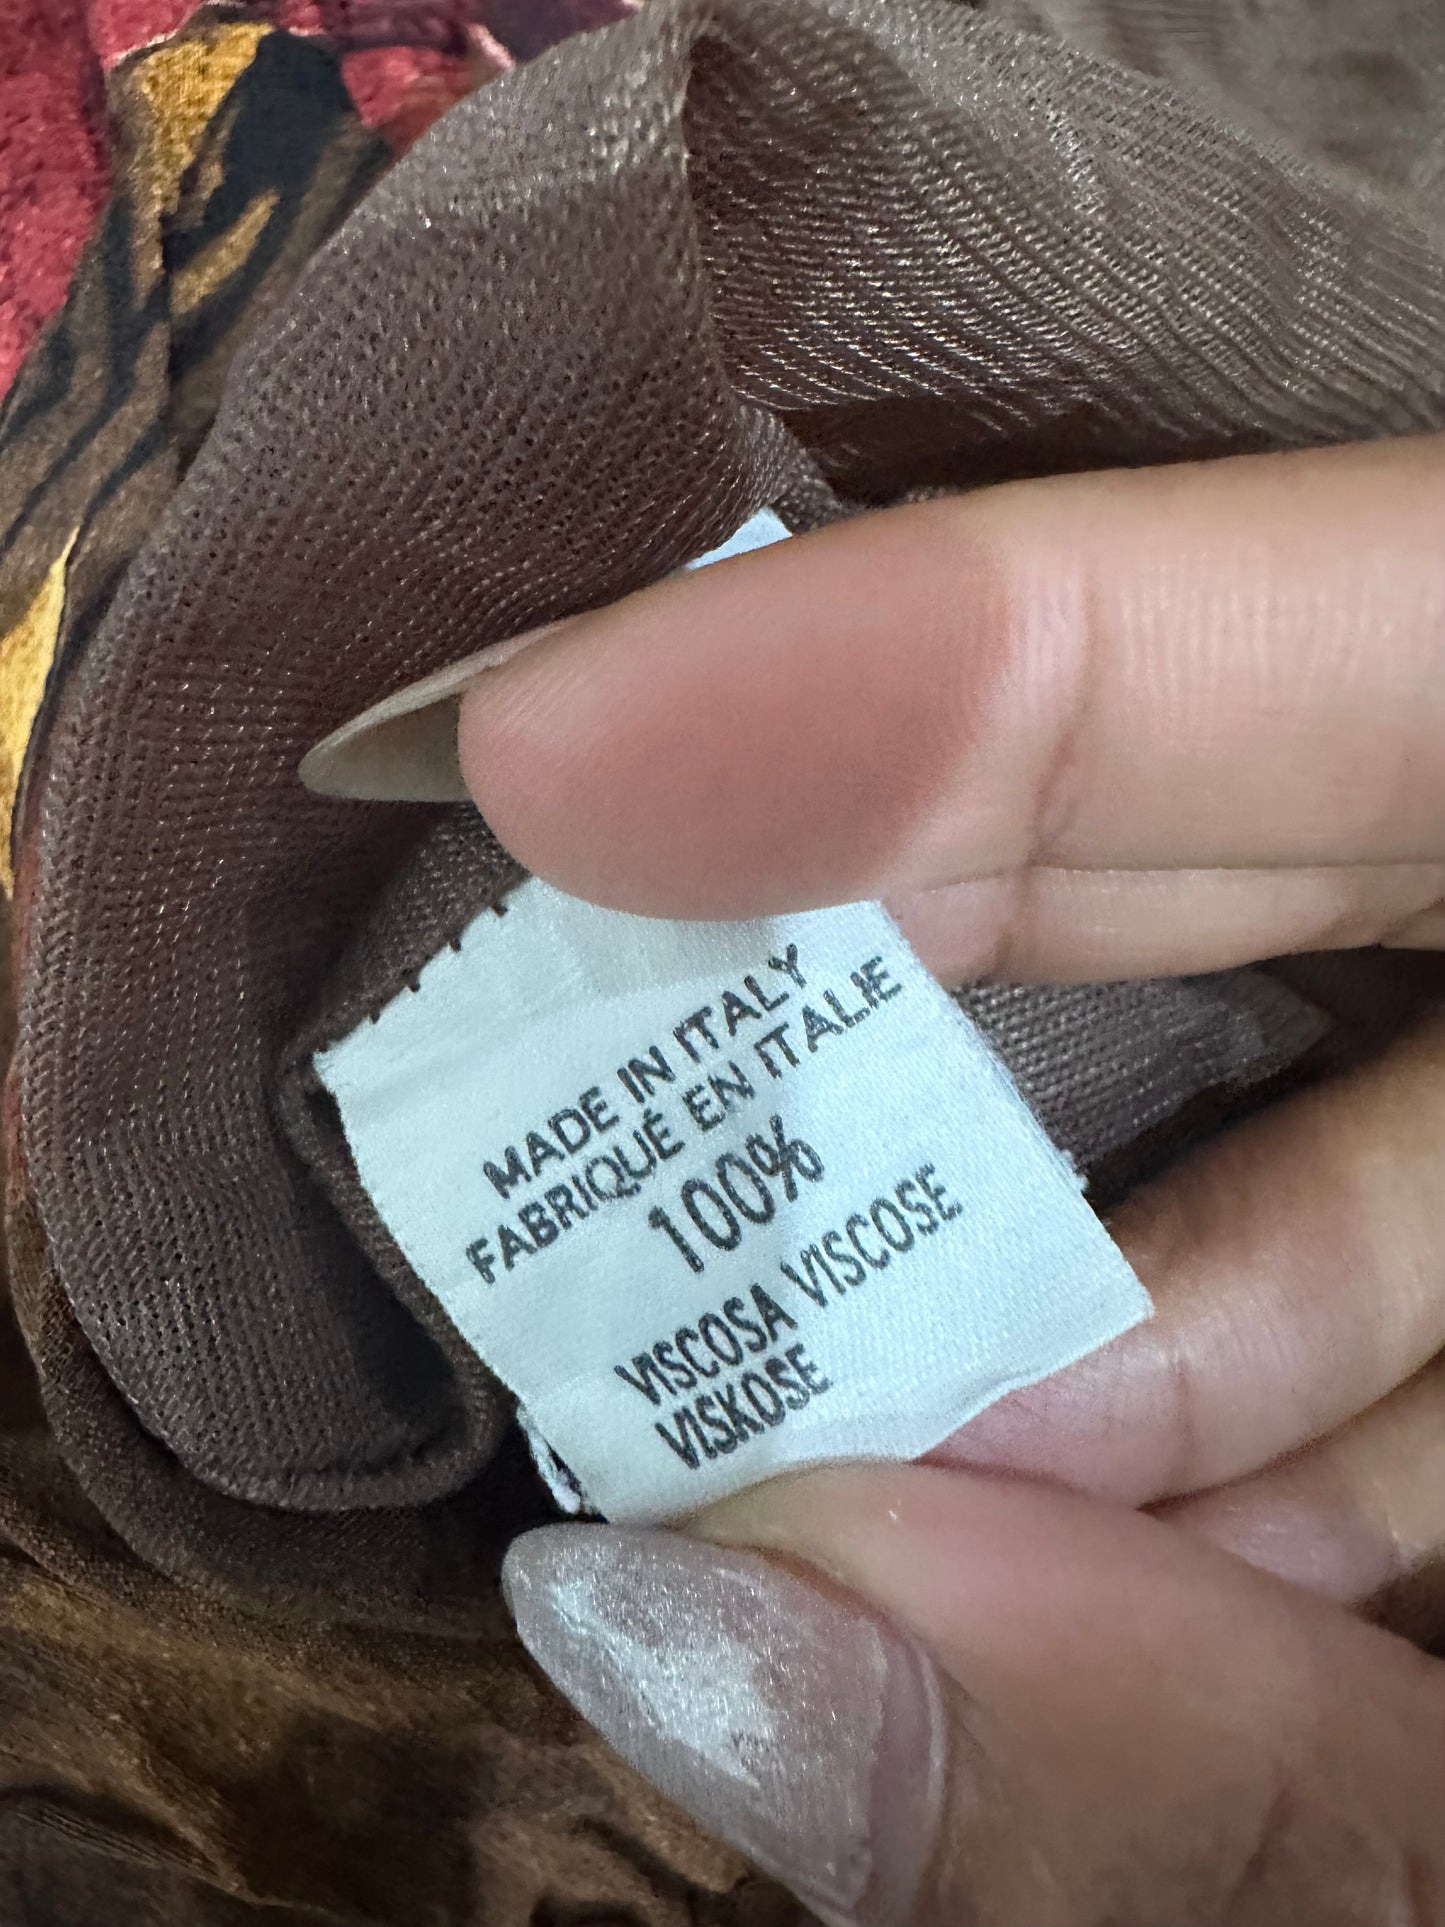 MADE IN ITALY
FABRIQUÉ EN ITALIE
100%
VISCOSA VISCOSE
VISKOSE